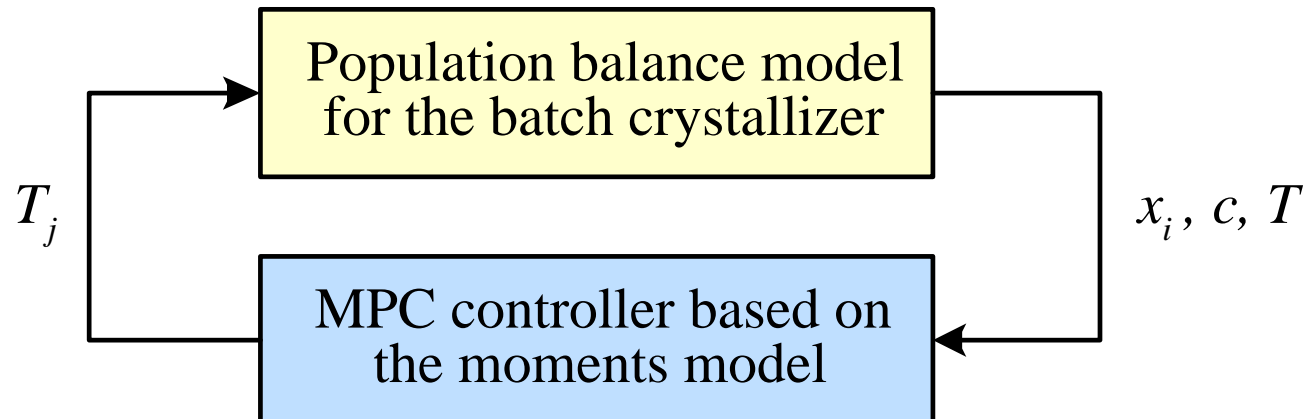 Population balance model
for the batch crystallizer
T_j
x_i, c, T
MPC controller based on
the moments model